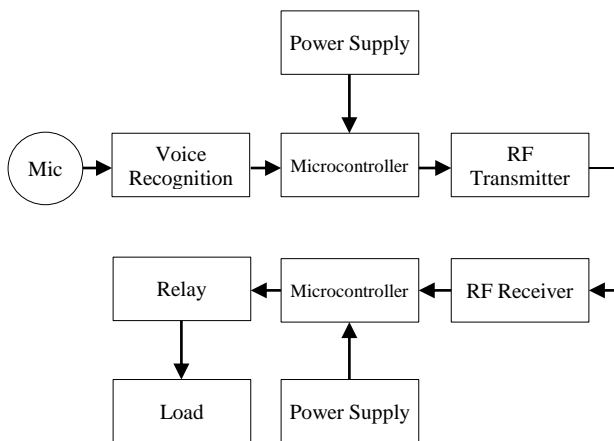 Power Supply
Mic
Voice
Recognition
Microcontroller
RF
Transmitter
Relay
Microcontroller
RF Receiver
Load
Power Supply